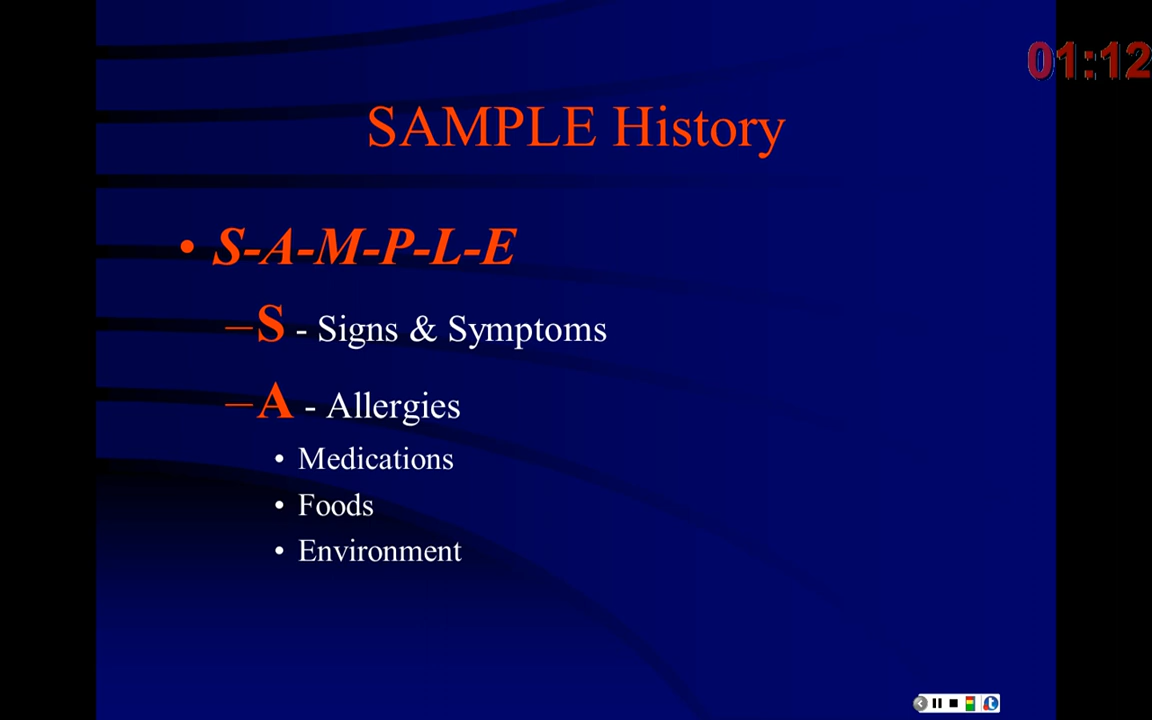 01:12
SAMPLE History
• S-A-M-P-L-E
–S - Signs & Symptoms
–A - Allergies
• Medications
• Foods
• Environment